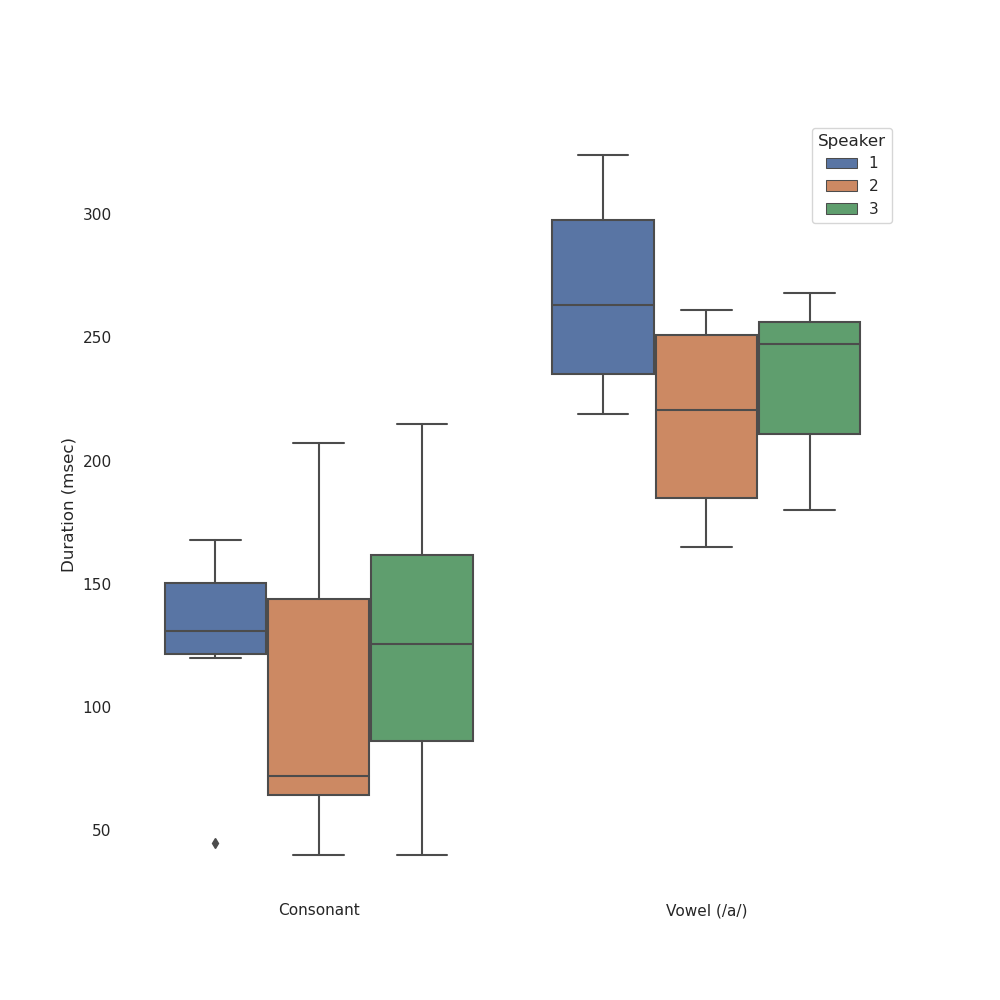 Speaker
1
2
3
300
250
200
150
100
50
Duration (msec)
Consonant
Vowel (/a/)